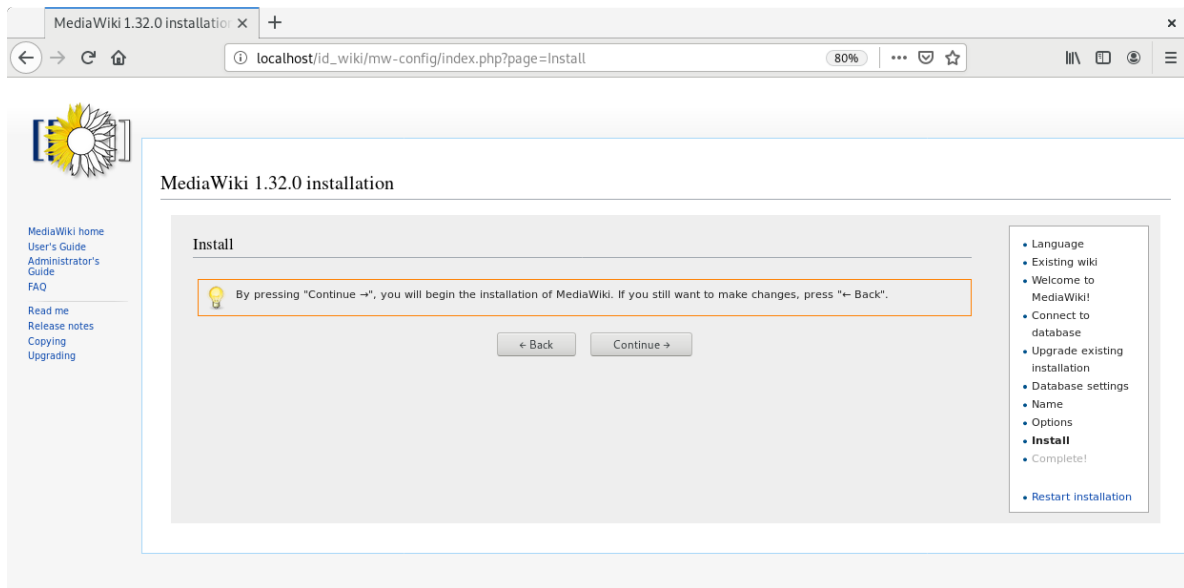 MediaWiki 1.32.0 installation
localhost/id_wiki/mw-config/index.php?page=Install
80%
MediaWiki home
User's Guide
Administrator's
Guide
FAQ
Read me
Release notes
Copying
Upgrading
MediaWiki 1.32.0 installation
Install
By pressing "Continue →", you will begin the installation of MediaWiki. If you still want to make changes, press "← Back".
← Back
Continue →
Language
Existing wiki
Welcome to
MediaWiki!
Connect to
database
Upgrade existing
installation
Database settings
Name
Options
Install
Complete!
Restart installation